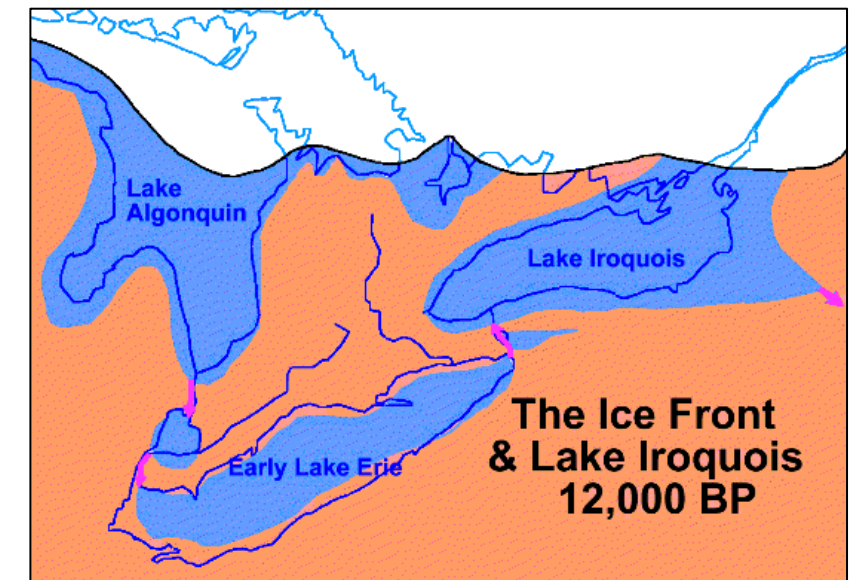 Lake
Algonquin
Lake Iroquois
Early Lake Erie
The Ice Front
& Lake Iroquois
12,000 BP